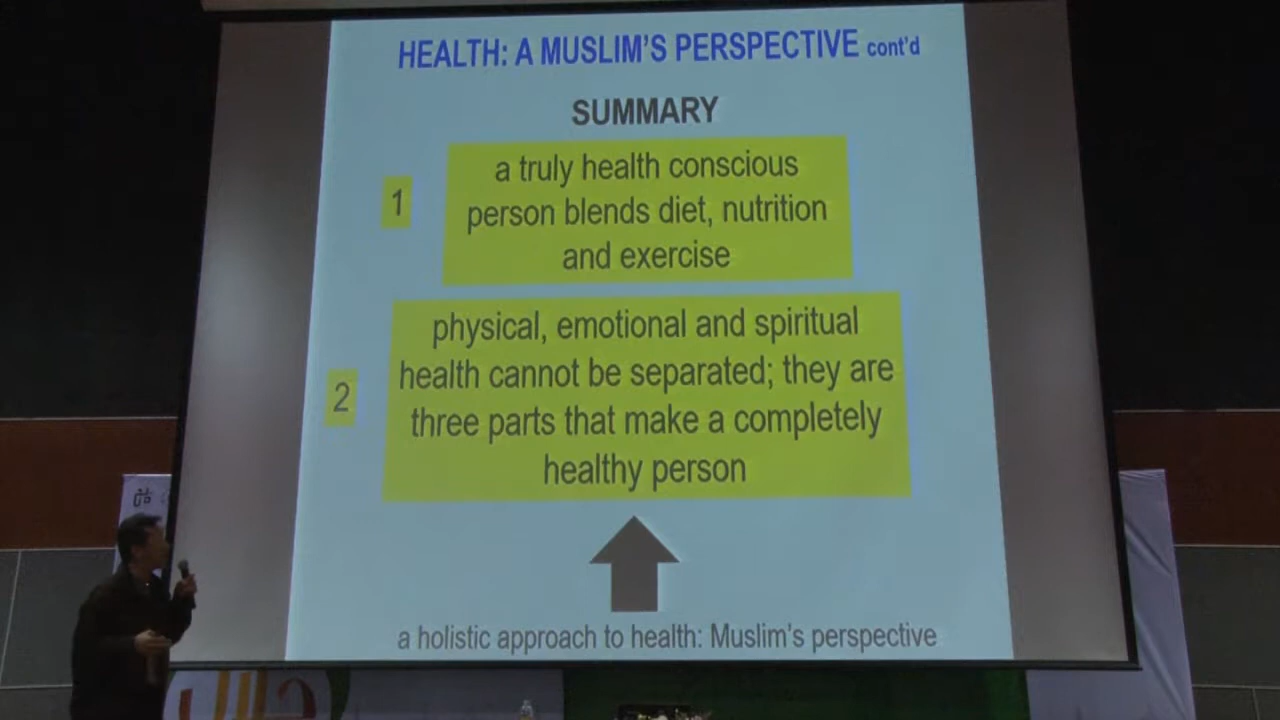 HEALTH: A MUSLIM'S PERSPECTIVE cont'd
SUMMARY
1
a truly health conscious
person blends diet, nutrition
and exercise
2
physical, emotional and spiritual
health cannot be separated; they are
three parts that make a completely
healthy person
a holistic approach to health: Muslim's perspective